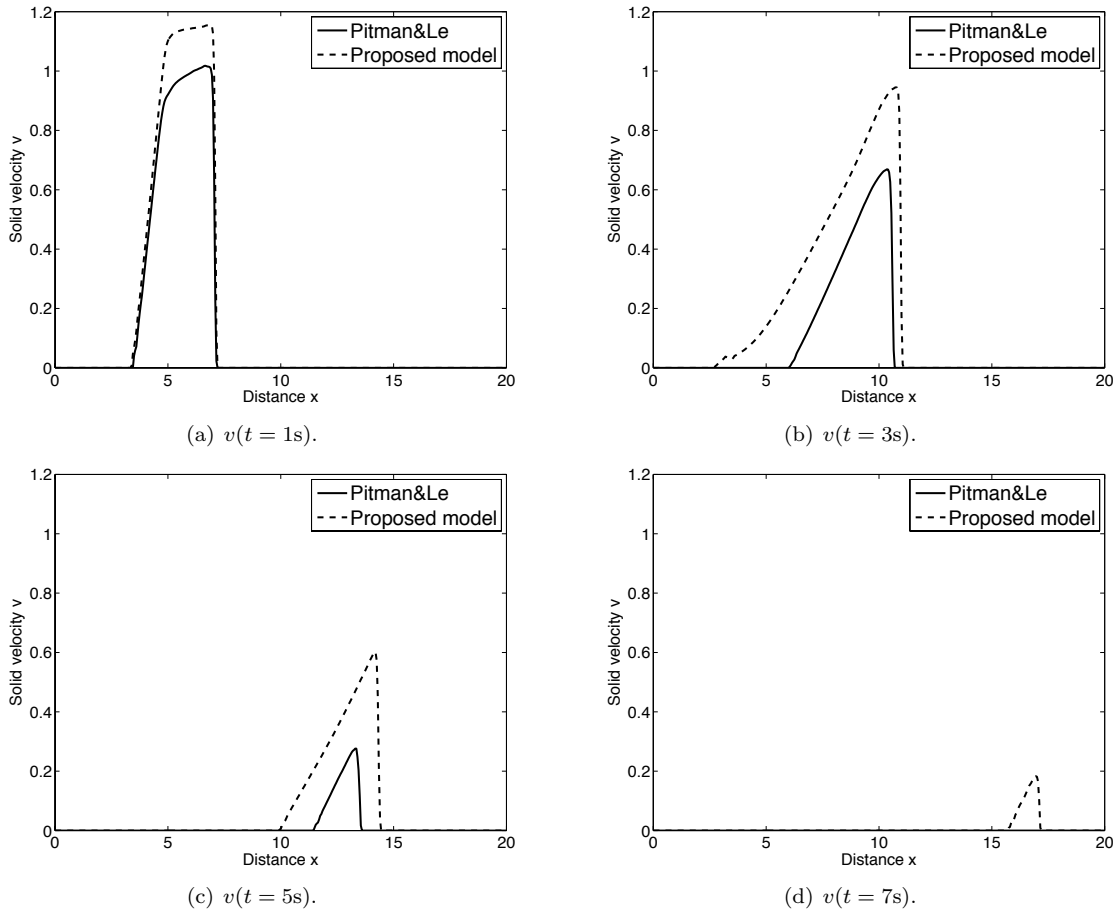 1.2
1
0.8
0.6
0.4
0.2
0
Solid velocity v
Pitman&Le
Proposed model
0 5 10 15 20
Distance x
(a) v(t = 1s).
1.2
1
0.8
0.6
0.4
0.2
0
Solid velocity v
Pitman&Le
Proposed model
0 5 10 15 20
Distance x
(b) v(t = 3s).
1.2
1
0.8
0.6
0.4
0.2
0
Solid velocity v
Pitman&Le
Proposed model
0 5 10 15 20
Distance x
(c) v(t = 5s).
1.2
1
0.8
0.6
0.4
0.2
0
Solid velocity v
Pitman&Le
Proposed model
0 5 10 15 20
Distance x
(d) v(t = 7s).